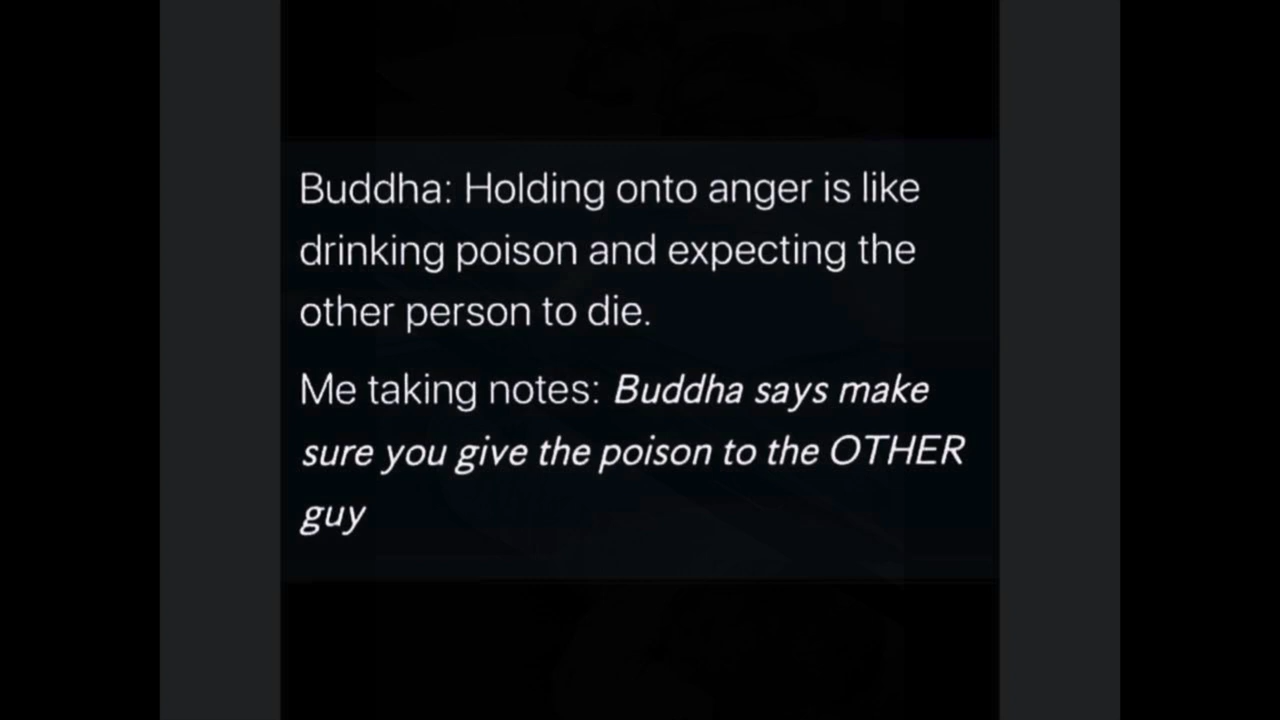 Buddha: Holding onto anger is like
drinking poison and expecting the
other person to die.
Me taking notes: Buddha says make
sure you give the poison to the OTHER
guy